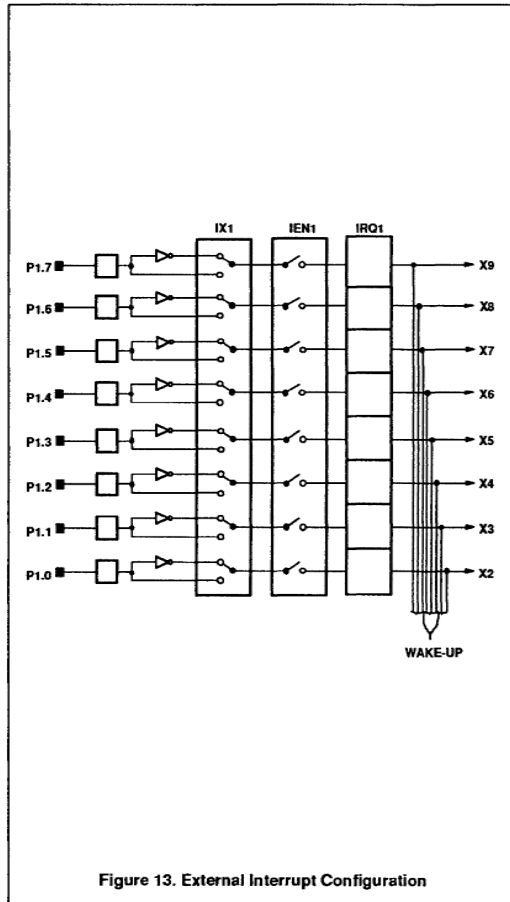 IX1 IEN1 IRQ1
P1.7 X9
P1.6 X8
P1.5 X7
P1.4 X6
P1.3 X5
P1.2 X4
P1.1 X3
P1.0 X2
WAKE-UP
Figure 13. External Interrupt Configuration